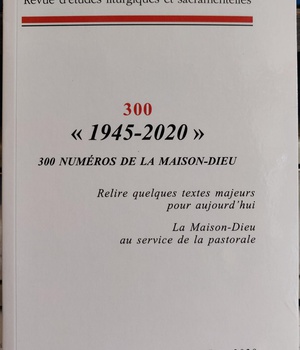 Revue d'études liturgiques et sacramentelles
300
« 1945-2020 »
300 NUMÉROS DE LA MAISON-DIEU
Relire quelques textes majeurs
pour aujourd'hui
La Maison-Dieu
au service de la pastorale